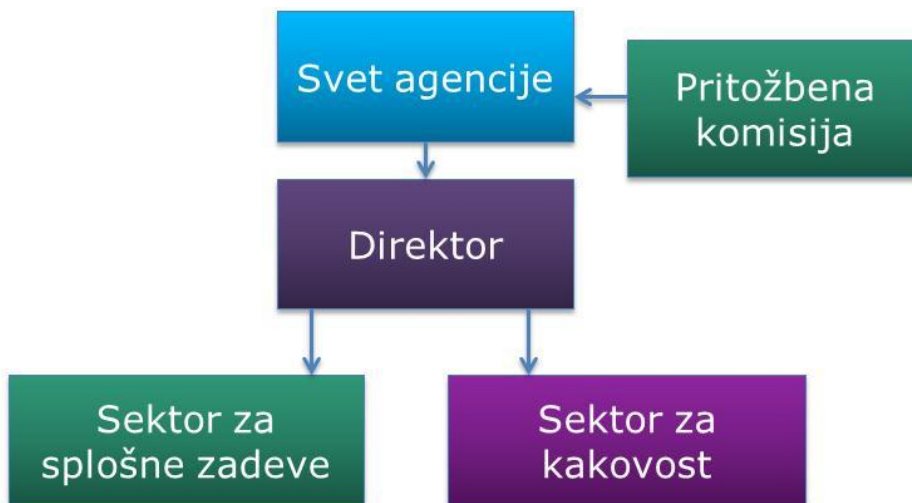 Svet agencije
Pritožbena
komisija
Direktor
Sektor za
splošne zadeve
Sektor za
kakovost